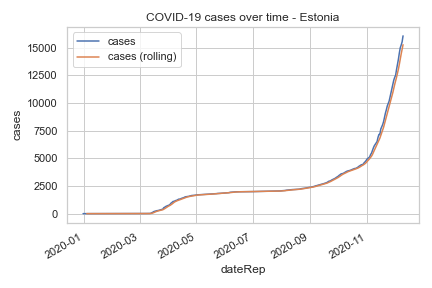 COVID-19 cases over time - Estonia
cases
cases (rolling)
15000
12500
10000
7500
5000
2500
0
cases
2020-01
2020-03
2020-05
2020-07
2020-09
2020-11
dateRep